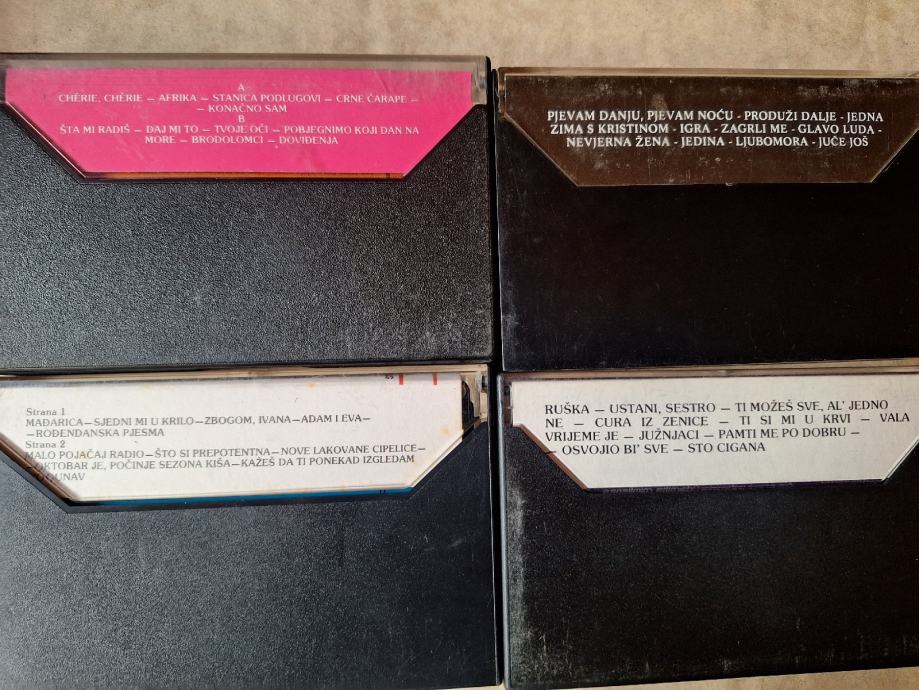 A
CHÉRIE, CHÉRIE — AFRIKA — STANICA PODLUGOVI — CRNE ČARAPE —
— KONAČNO SAM
B
ŠTA MI RADIŠ — DAJ MI TO — TVOJE OČI — POBJEGNIMO KOJI DAN NA
MORE — BRODOLOMCI — DOVIĐENJA
PJEVAM DANJU, PJEVAM NOĆU - PRODUŽI DALJE - JEDNA
ZIMA S KRISTINOM - IGRA - ZAGRLI ME - GLAVO LUDA -
NEVJERNA ŽENA - JEDINA - LJUBOMORA - JUČE JOŠ
Strana 1
MAĐARICA—SJEDNI MI U KRILO—ZBOGOM, IVANA—ADAM I EVA—
—ROĐENDANSKA PJESMA
Strana 2
MALO POJAČAJ RADIO—ŠTO SI PREPOTENTNA—NOVE LAKOVANE CIPELICE—
—OKTOBAR JE, POČINJE SEZONA KIŠA—KAŽEŠ DA TI PONEKAD IZGLEDAM
RUŠKA — USTANI, SESTRO — TI MOŽEŠ SVE, AL' JEDNO
NE — CURA IZ ZENICE — TI SI MI U KRVI — VALA
VRIJEME JE — JUŽNJACI — PAMTI ME PO DOBRU —
— OSVOJIO BI' SVE — STO CIGANA